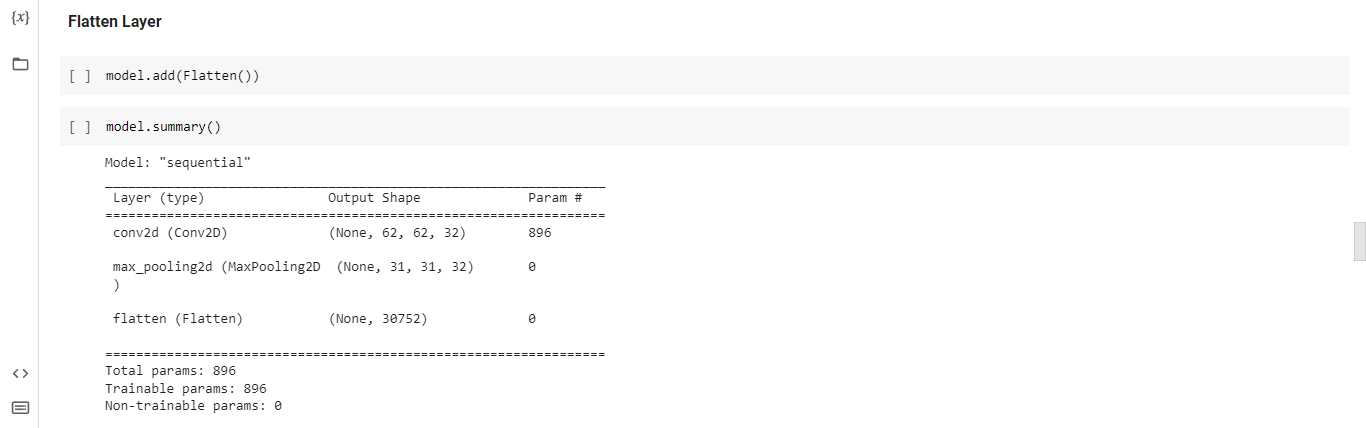 {x}
Flatten Layer
[ ] model.add(Flatten())
[ ] model.summary()
Model: "sequential"
_________________________________________________________________
Layer (type) Output Shape Param #
=================================================================
conv2d (Conv2D) (None, 62, 62, 32) 896
max_pooling2d (MaxPooling2D (None, 31, 31, 32) 0
)
flatten (Flatten) (None, 30752) 0
=================================================================
Total params: 896
Trainable params: 896
Non-trainable params: 0